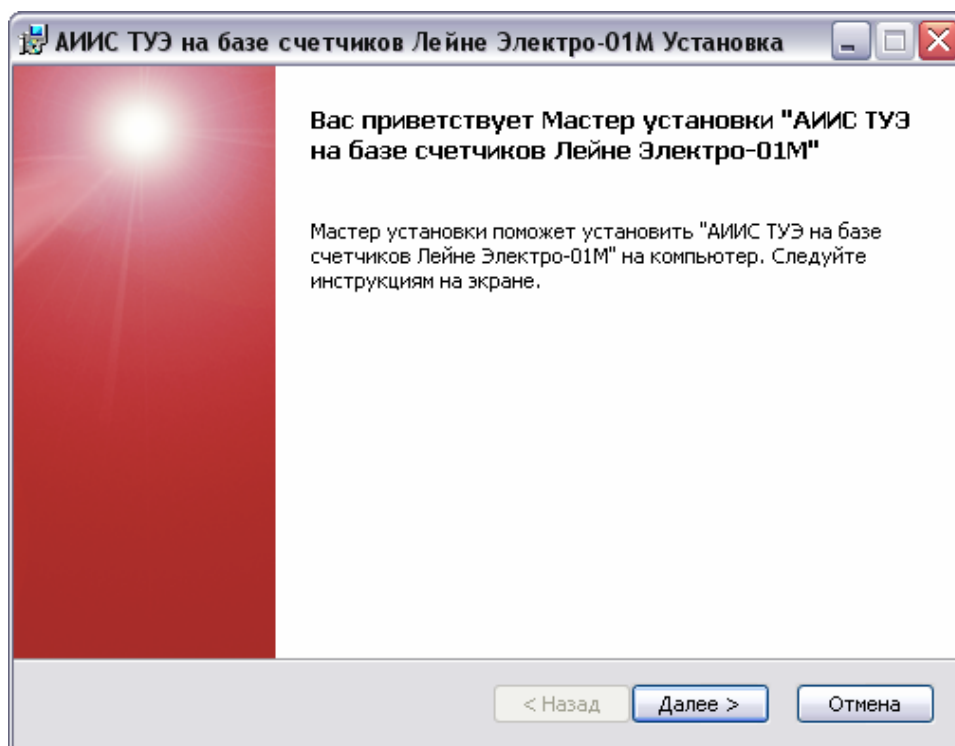 АИИС ТУЭ на базе счетчиков Лейне Электро-01М Установка
Вас приветствует Мастер установки "АИИС ТУЭ
на базе счетчиков Лейне Электро-01М"
Мастер установки поможет установить "АИИС ТУЭ на базе
счетчиков Лейне Электро-01М" на компьютер. Следуйте
инструкциям на экране.
< Назад Далее > Отмена